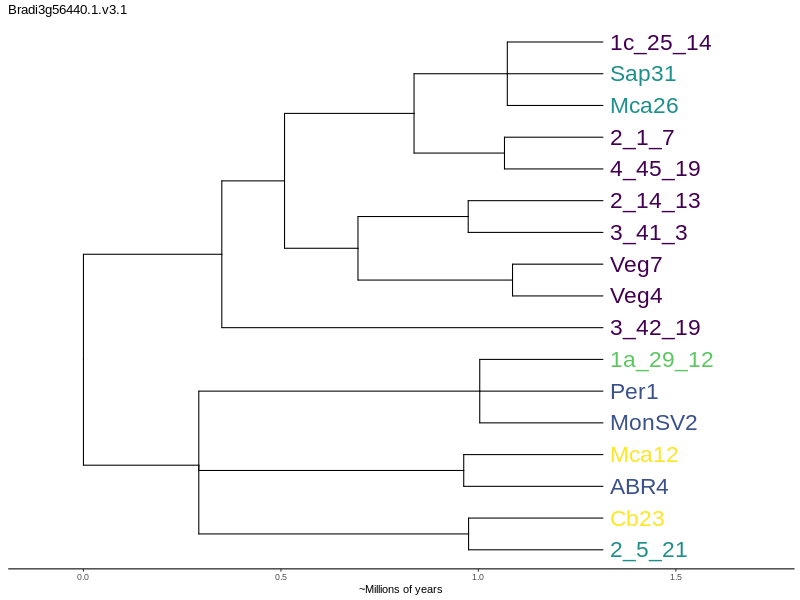 Bradi3g56440.1.v3.1
1c_25_14
Sap31
Mca26
2_1_7
4_45_19
2_14_13
3_41_3
Veg7
Veg4
3_42_19
1a_29_12
Per1
MonSV2
Mca12
ABR4
Cb23
2_5_21
0.0 0.5 1.0 1.5
~Millions of years